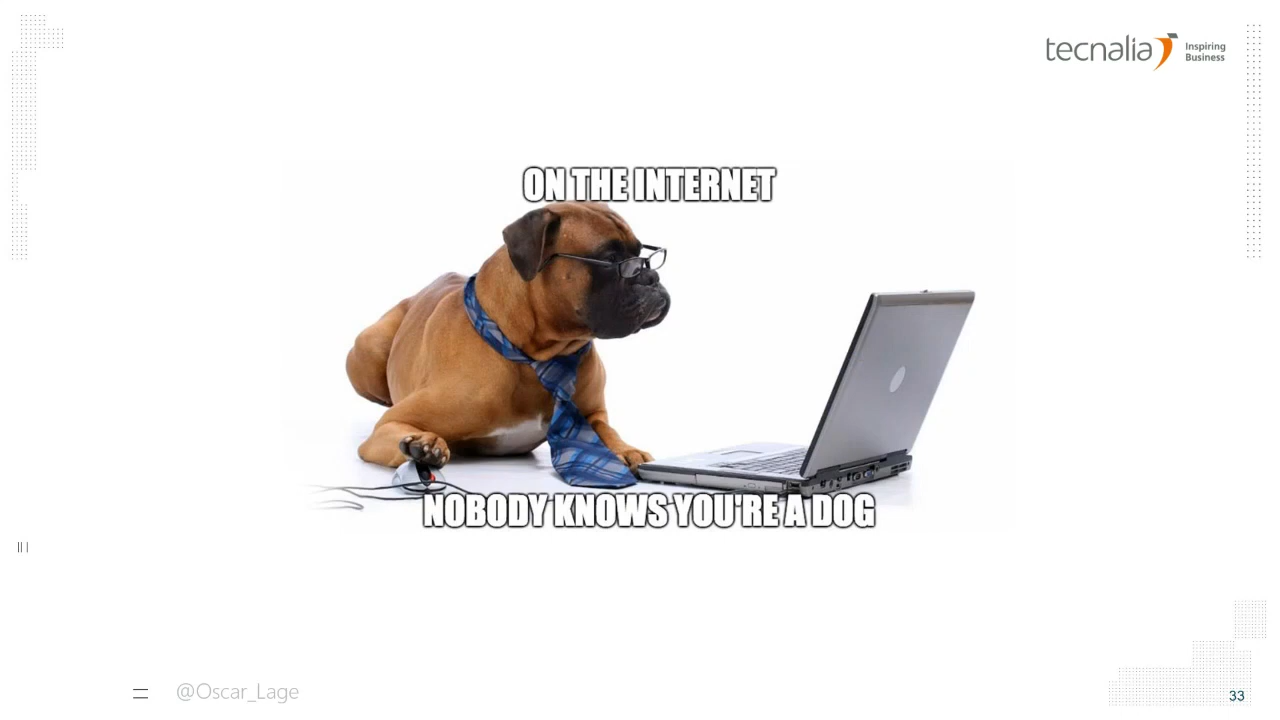 tecnalia
Inspiring
Business
ON THE INTERNET
NOBODY KNOWS YOU'RE A DOG
@Oscar_Lage
33